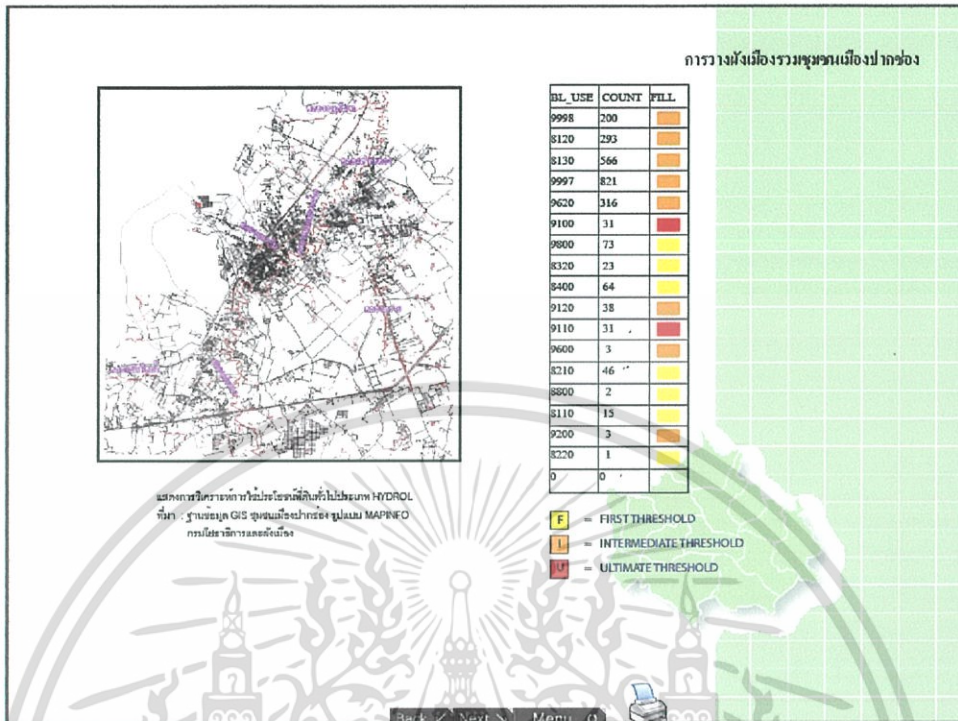 การวางผังเมืองรวมชุมชนเมืองปากช่อง
BL_USE COUNT FILL
9998 200
8120 293
8130 566
9997 821
9620 316
9100 31
9800 73
8320 23
8400 64
9120 38
9110 31
9600 3
8210 46
8800 2
8110 15
9200 3
8220 1
0 0
แสดงการวิเคราะห์การใช้ประโยชน์ที่ดินทั่วไปประเภท HYDROL
ที่มา : ฐานข้อมูล GIS ชุมชนเมืองปากช่อง รูปแบบ MAPINFO
กรมโยธาธิการและผังเมือง
F = FIRST THRESHOLD
I = INTERMEDIATE THRESHOLD
U = ULTIMATE THRESHOLD
Back Next Menu